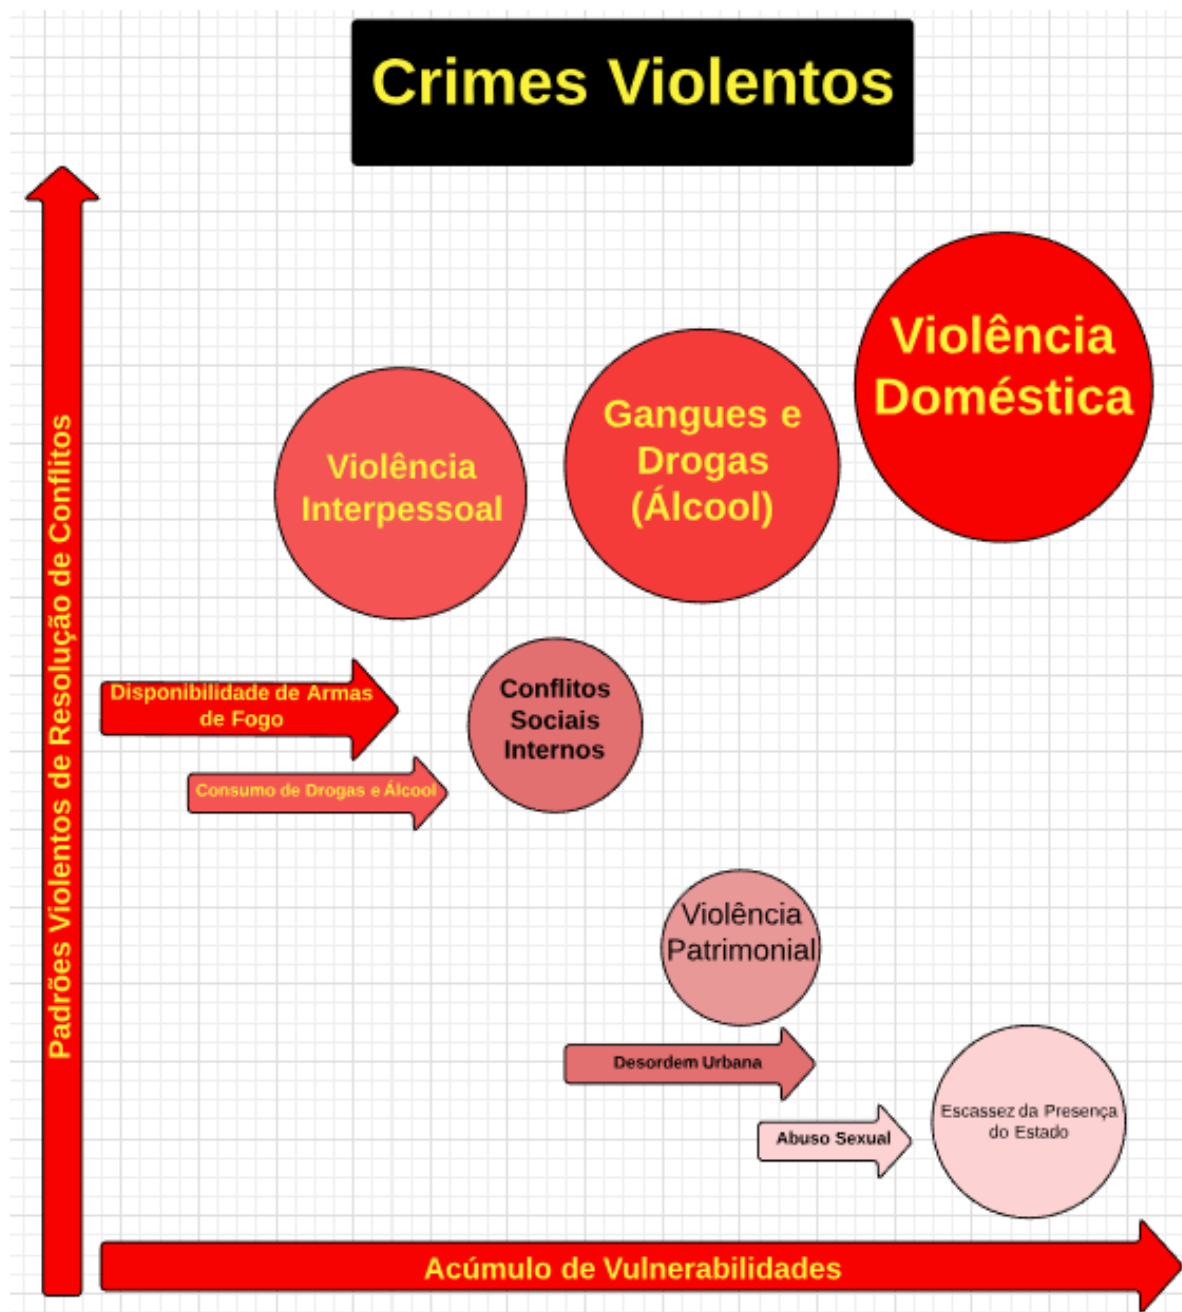 Crimes Violentos
Violência
Doméstica
Gangues e
Drogas
(Álcool)
Violência
Interpessoal
Padrões Violentos de Resolução de Conflitos
Disponibilidade de Armas
de Fogo
Conflitos
Sociais
Internos
Consumo de Drogas e Álcool
Violência
Patrimonial
Desordem Urbana
Escassez da Presença
do Estado
Abuso Sexual
Acúmulo de Vulnerabilidades